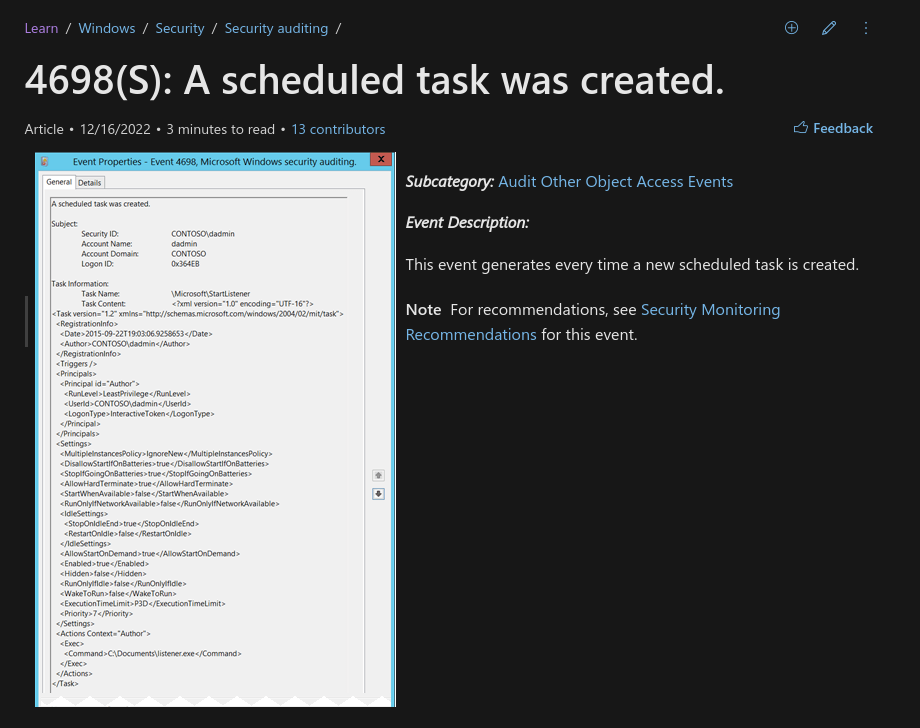 Learn / Windows / Security / Security auditing /
4698(S): A scheduled task was created.
Article • 12/16/2022 • 3 minutes to read • 13 contributors
Feedback
Event Properties - Event 4698, Microsoft Windows security auditing.
x
General Details
A scheduled task was created.
Subject:
Security ID: CONTOSO\dadmin
Account Name: dadmin
Account Domain: CONTOSO
Logon ID: 0x364EB
Task Information:
Task Name: \Microsoft\StartListener
Task Content: <?xml version="1.0" encoding="UTF-16"?>
<Task version="1.2" xmlns="http://schemas.microsoft.com/windows/2004/02/mit/task">
<RegistrationInfo>
<Date>2015-09-22T19:03:06.9258653</Date>
<Author>CONTOSO\dadmin</Author>
</RegistrationInfo>
<Triggers />
<Principals>
<Principal id="Author">
<RunLevel>LeastPrivilege</RunLevel>
<UserId>CONTOSO\dadmin</UserId>
<LogonType>InteractiveToken</LogonType>
</Principal>
</Principals>
<Settings>
<MultipleInstancesPolicy>IgnoreNew</MultipleInstancesPolicy>
<DisallowStartIfOnBatteries>true</DisallowStartIfOnBatteries>
<StopIfGoingOnBatteries>true</StopIfGoingOnBatteries>
<AllowHardTerminate>true</AllowHardTerminate>
<StartWhenAvailable>false</StartWhenAvailable>
<RunOnlyIfNetworkAvailable>false</RunOnlyIfNetworkAvailable>
<IdleSettings>
<StopOnIdleEnd>true</StopOnIdleEnd>
<RestartOnIdle>false</RestartOnIdle>
</IdleSettings>
<AllowStartOnDemand>true</AllowStartOnDemand>
<Enabled>true</Enabled>
<Hidden>false</Hidden>
<RunOnlyIfIdle>false</RunOnlyIfIdle>
<WakeToRun>false</WakeToRun>
<ExecutionTimeLimit>P3D</ExecutionTimeLimit>
<Priority>7</Priority>
</Settings>
<Actions Context="Author">
<Exec>
<Command>C:\Documents\listener.exe</Command>
</Exec>
</Actions>
</Task>
Subcategory: Audit Other Object Access Events
Event Description:
This event generates every time a new scheduled task is created.
Note For recommendations, see Security Monitoring
Recommendations for this event.